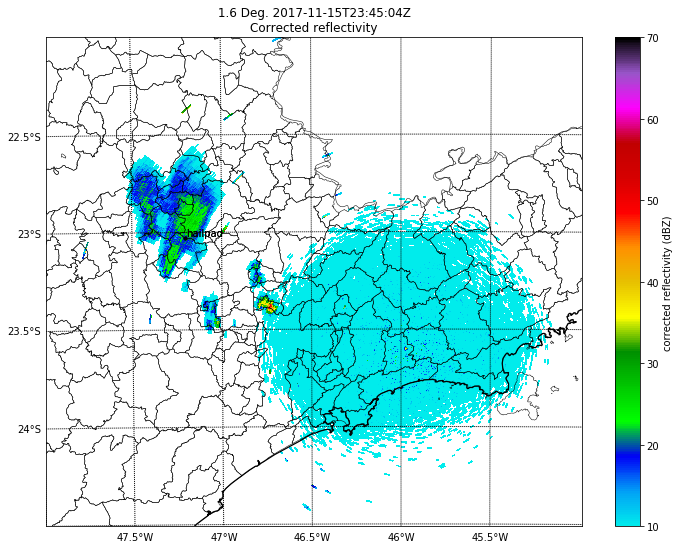 1.6 Deg. 2017-11-15T23:45:04Z
Corrected reflectivity
70
60
50
40
30
20
10
corrected reflectivity (dBZ)
22.5°S
23°S
23.5°S
24°S
helipad
47.5°W
47°W
46.5°W
46°W
45.5°W